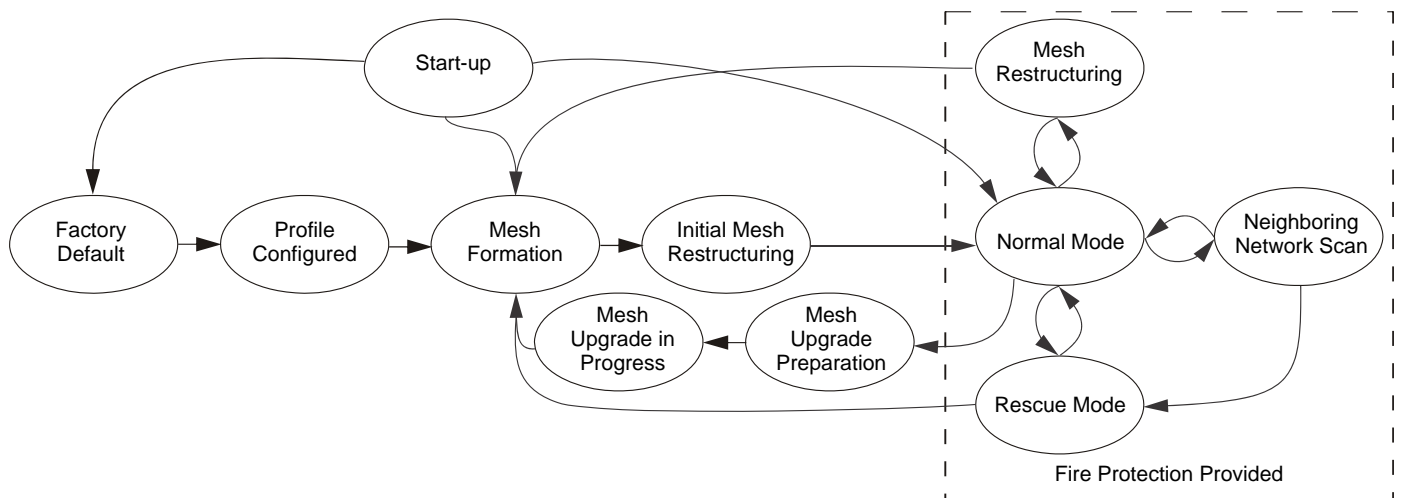 Start-up
Mesh
Restructuring
Factory
Default
Profile
Configured
Mesh
Formation
Initial Mesh
Restructuring
Normal Mode
Neighboring
Network Scan
Mesh
Upgrade in
Progress
Mesh
Upgrade
Preparation
Rescue Mode
Fire Protection Provided